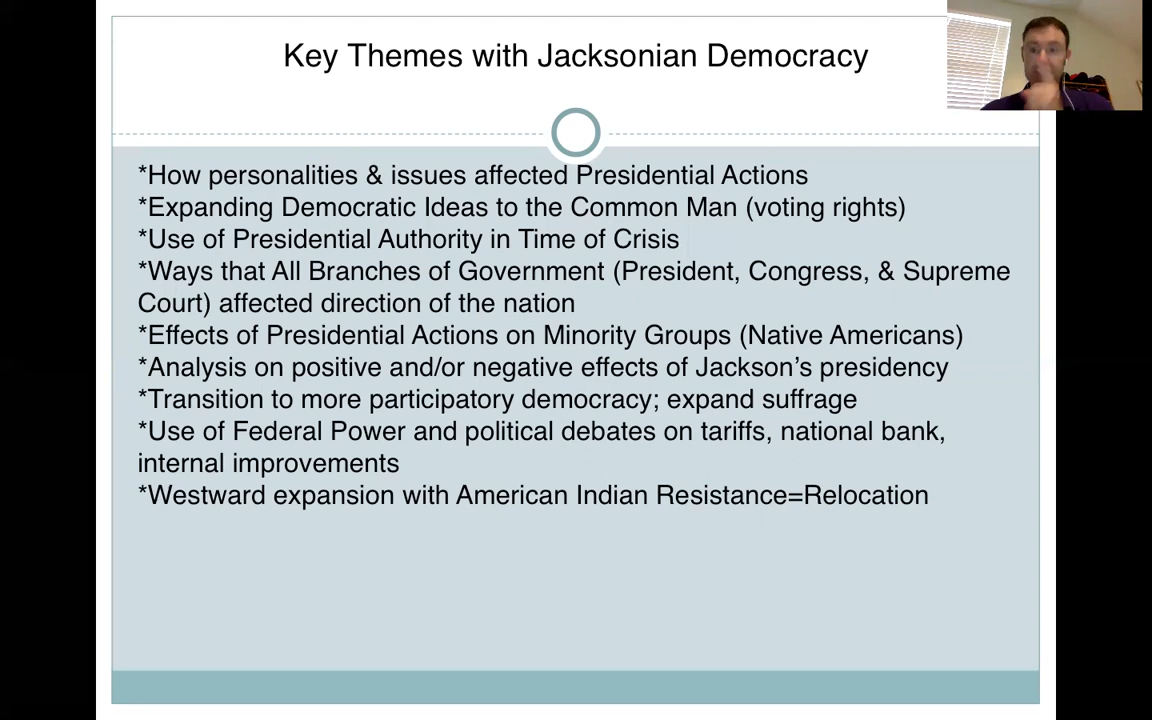 Key Themes with Jacksonian Democracy
*How personalities & issues affected Presidential Actions
*Expanding Democratic Ideas to the Common Man (voting rights)
*Use of Presidential Authority in Time of Crisis
*Ways that All Branches of Government (President, Congress, & Supreme
Court) affected direction of the nation
*Effects of Presidential Actions on Minority Groups (Native Americans)
*Analysis on positive and/or negative effects of Jackson’s presidency
*Transition to more participatory democracy; expand suffrage
*Use of Federal Power and political debates on tariffs, national bank,
internal improvements
*Westward expansion with American Indian Resistance=Relocation